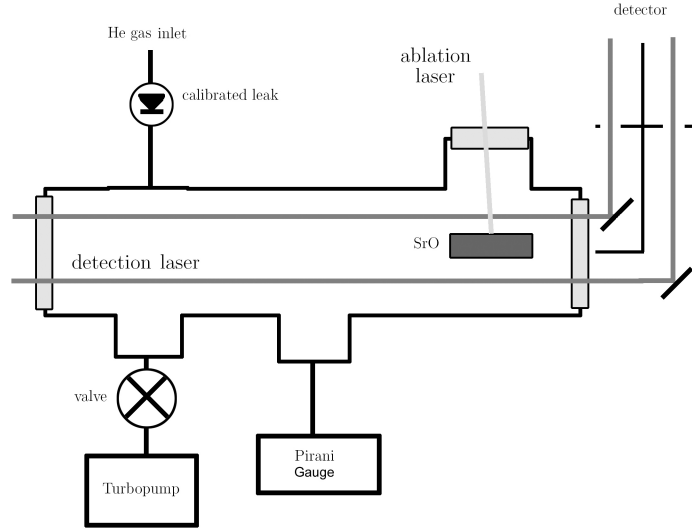 detector
He gas inlet
ablation
laser
calibrated leak
SrO
detection laser
valve
Pirani
Gauge
Turbopump